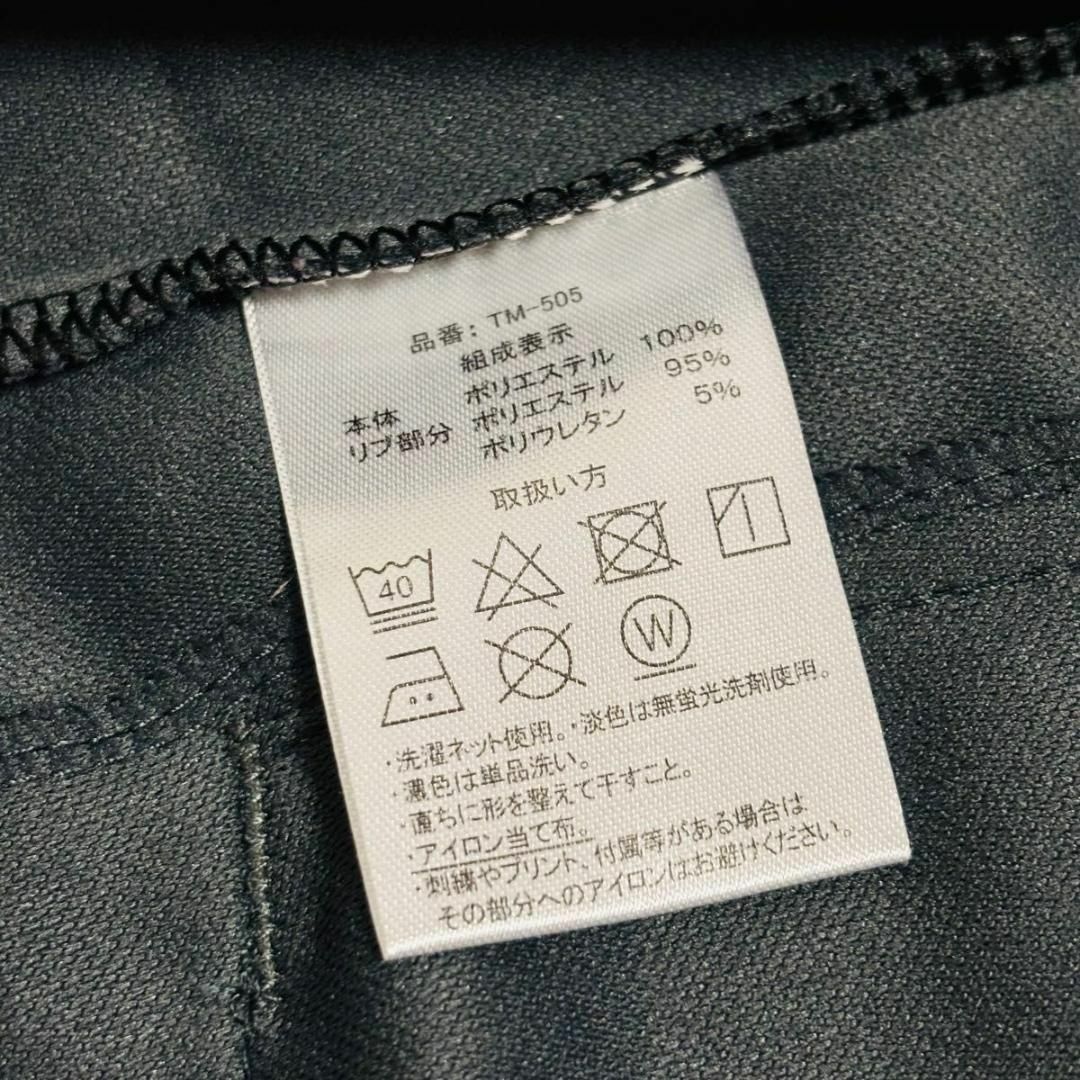 品番: TM-505
組成表示
本体 ポリエステル 100%
リブ部分 ポリエステル 95%
ポリウレタン 5%
取扱い方
40
W
・洗濯ネット使用。・淡色は無蛍光洗剤使用。
・濃色は単品洗い。
・直ちに形を整えて干すこと。
・アイロン当て布。
・刺繍やプリント、付属等がある場合は
その部分へのアイロンはお避けください。